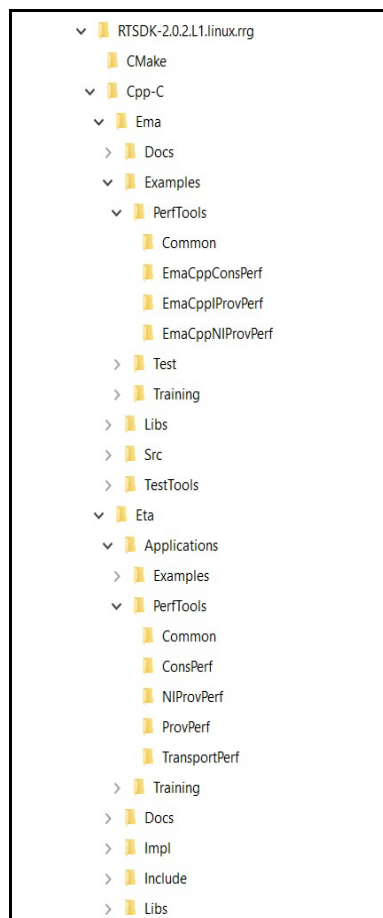 RTSDK-2.0.2.L1.linux.rrg
CMake
Cpp-C
Ema
Docs
Examples
PerfTools
Common
EmaCppConsPerf
EmaCppIProvPerf
EmaCppNIProvPerf
Test
Training
Libs
Src
TestTools
Eta
Applications
Examples
PerfTools
Common
ConsPerf
NIProvPerf
ProvPerf
TransportPerf
Training
Docs
Impl
Include
Libs